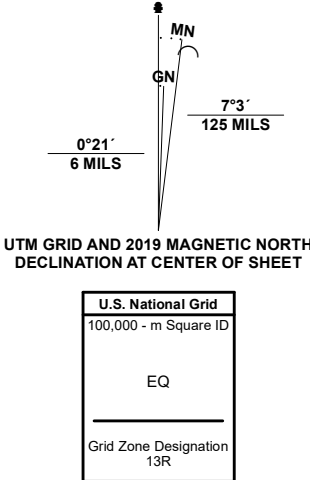 MN
GN
7°3´
125 MILS
0°21´
6 MILS
UTM GRID AND 2019 MAGNETIC NORTH
DECLINATION AT CENTER OF SHEET
U.S. National Grid
100,000 - m Square ID
EQ
Grid Zone Designation
13R